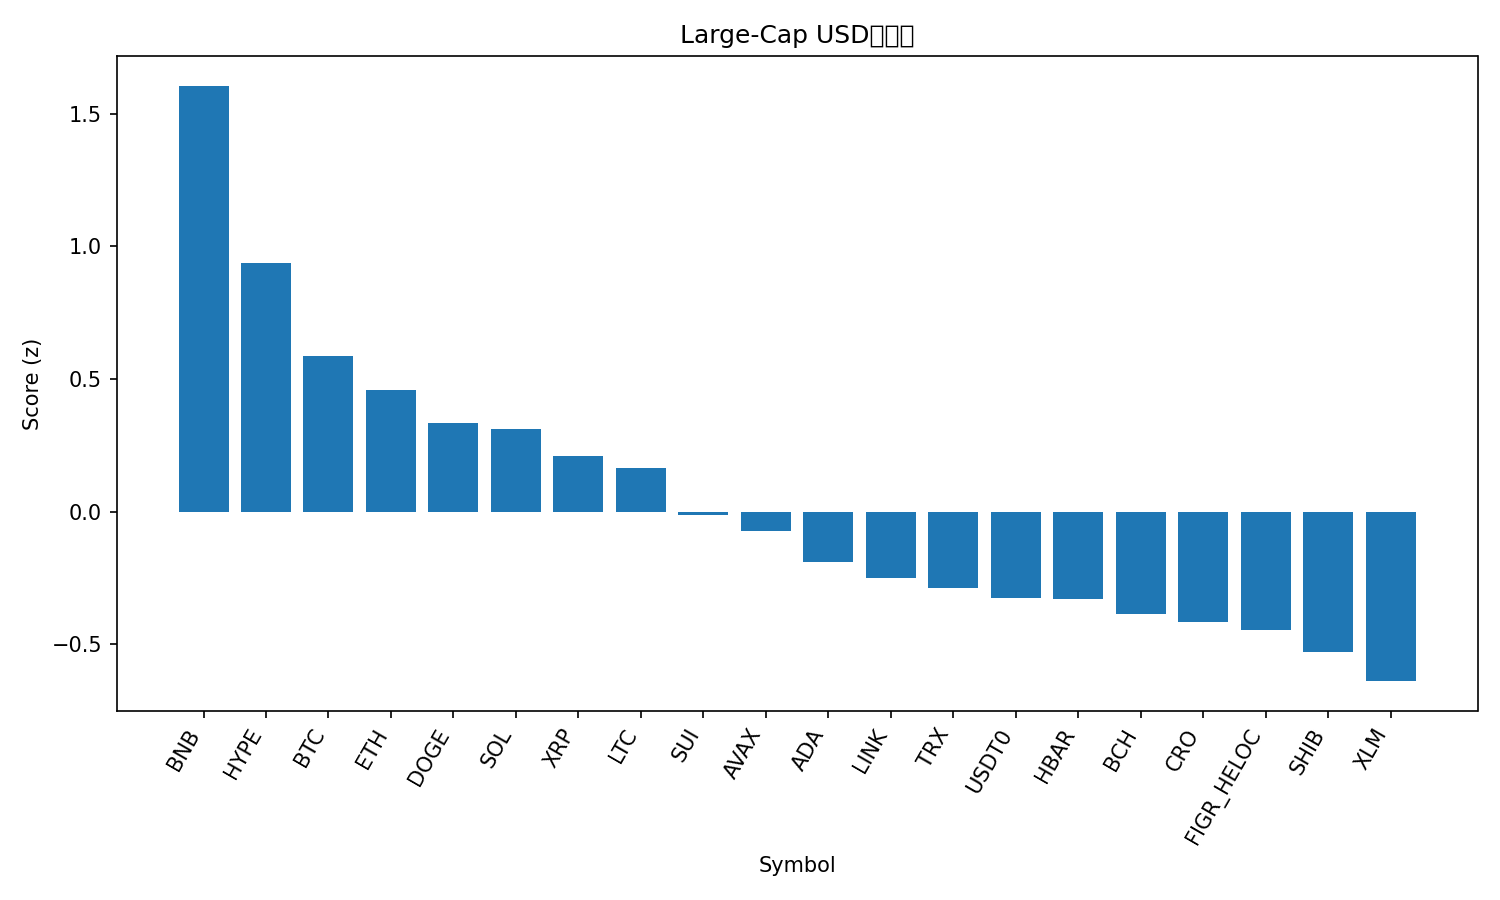 Large-Cap USD
Score (z)
1.5
1.0
0.5
0.0
−0.5
BNB
HYPE
BTC
ETH
DOGE
SOL
XRP
LTC
SUI
AVAX
ADA
LINK
TRX
USDT0
HBAR
BCH
CRO
FIGR_HELOC
SHIB
XLM
Symbol